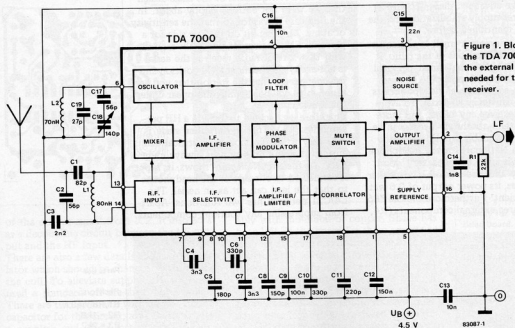 C16
10n
C15
22n
TDA 7000
4
3
Figure 1. Blo
the TDA 700
the external
needed for t
receiver.
6
OSCILLATOR
LOOP
FILTER
NOISE
SOURCE
L2
70nH
C19
27p
C17
56p
C18
140p
MIXER
I.F.
AMPLIFIER
PHASE
DE-
MODULATOR
MUTE
SWITCH
OUTPUT
AMPLIFIER
2
LF
C1
82p
C2
56p
L1
80nH
13
14
R.F.
INPUT
I.F.
SELECTIVITY
I.F.
AMPLIFIER/
LIMITER
CORRELATOR
SUPPLY
REFERENCE
C14
1n8
R1
22k
16
C3
2n2
7
9
8
10
11
12
15
17
18
1
5
C4
3n3
C6
330p
C5
180p
C7
3n3
C8
150p
C9
100n
C10
330p
C11
220p
C12
150n
C13
10n
0
UB
+
4.5 V
83087-1